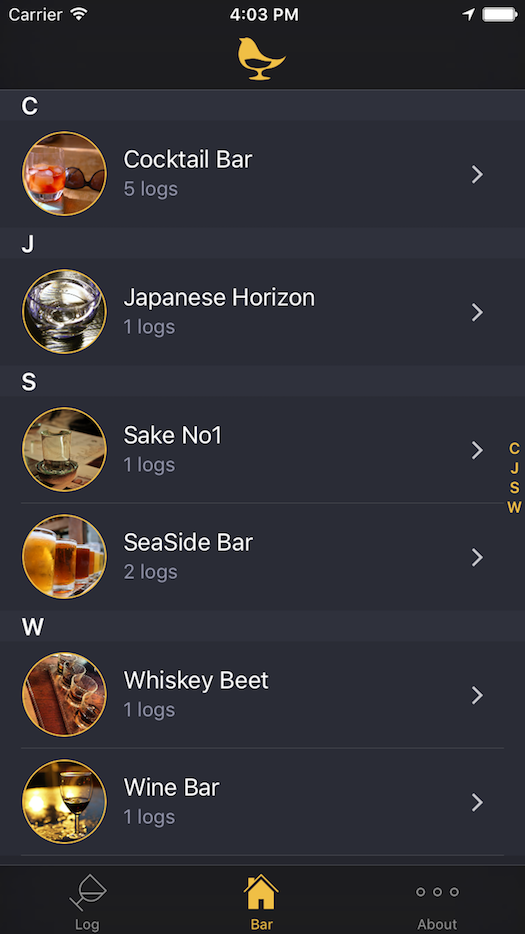 Carrier 4:03 PM
C
Cocktail Bar
5 logs
J
Japanese Horizon
1 logs
S
Sake No1
1 logs
SeaSide Bar
2 logs
W
Whiskey Beet
1 logs
Wine Bar
1 logs
C
J
S
W
Log Bar About